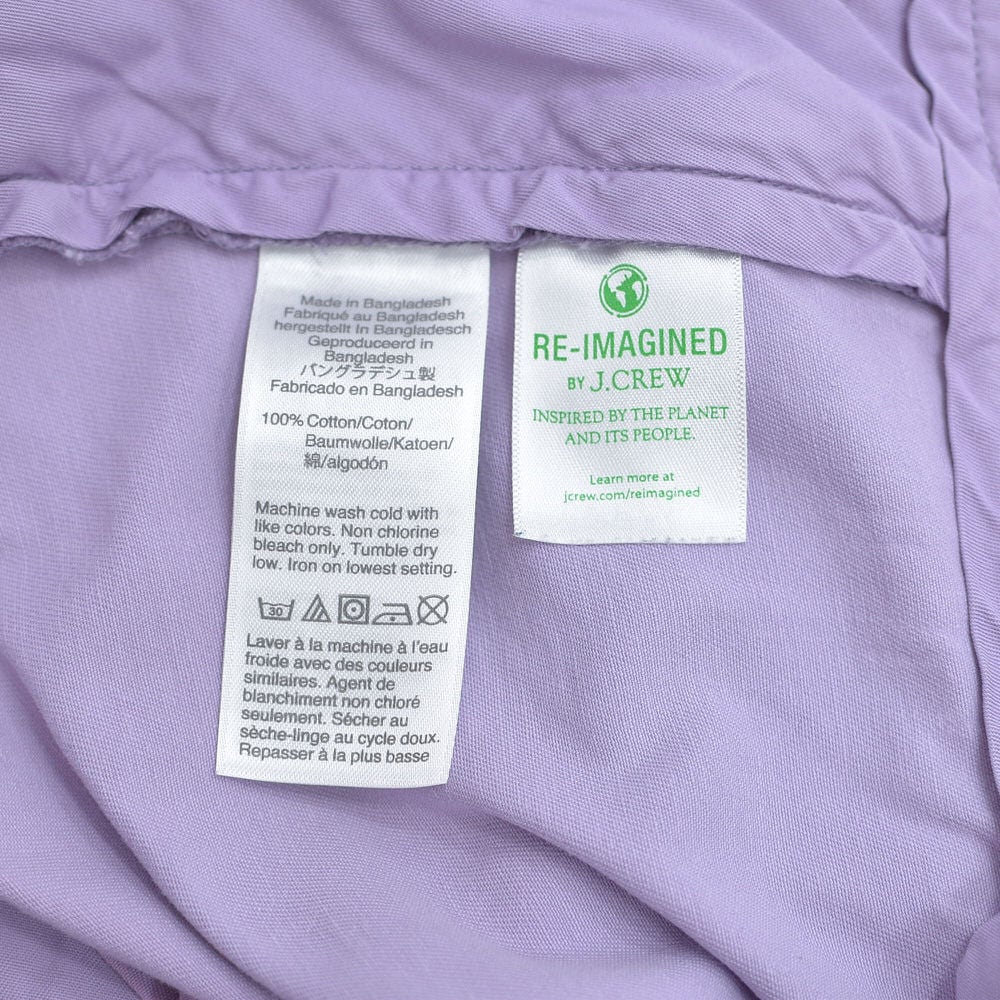 Made in Bangladesh
Fabriqué au Bangladesh
hergestellt In Bangladesch
Geproduceerd in
Bangladesh
バングラデシュ製
Fabricado en Bangladesh
100% Cotton/Coton/
Baumwolle/Katoen/
綿/algodón
Machine wash cold with
like colors. Non chlorine
bleach only. Tumble dry
low. Iron on lowest setting.
30
Laver à la machine à l'eau
froide avec des couleurs
similaires. Agent de
blanchiment non chloré
seulement. Sécher au
sèche-linge au cycle doux.
Repasser à la plus basse
RE-IMAGINED
BY J.CREW
INSPIRED BY THE PLANET
AND ITS PEOPLE.
Learn more at
jcrew.com/reimagined